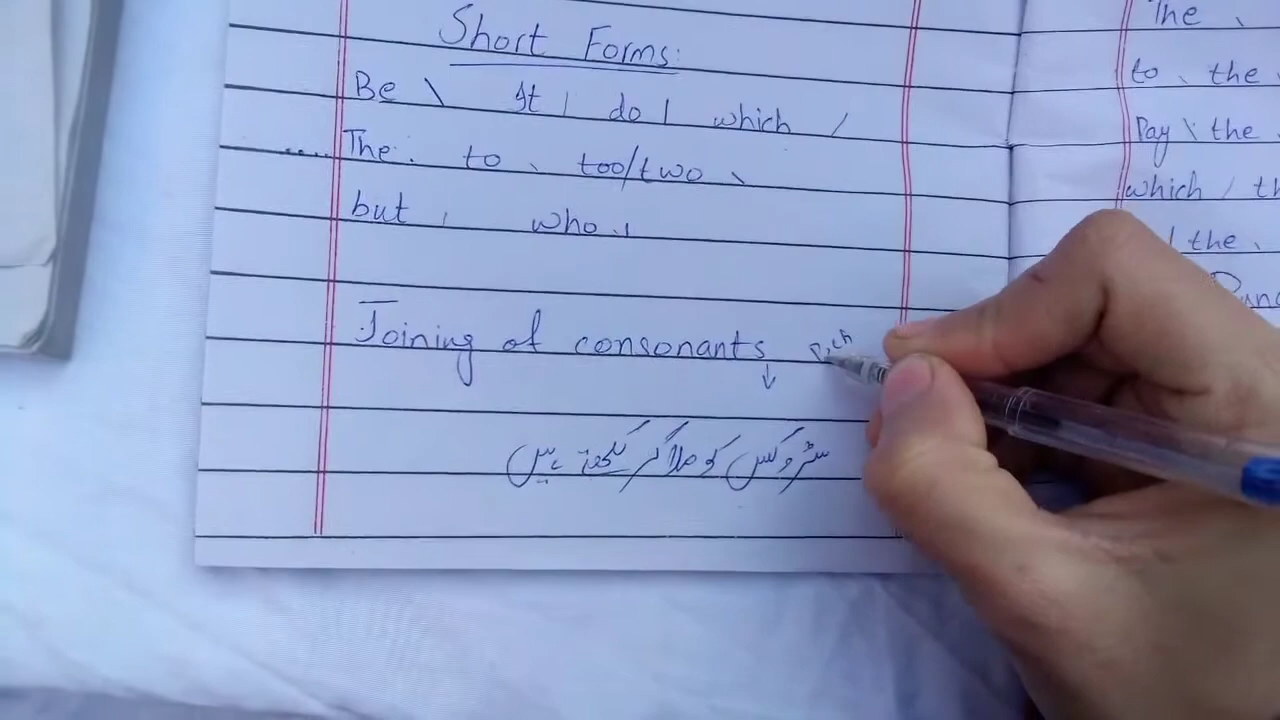 Short Forms:
Be \ It | do | which /
The . to \ too/two \
but | who \
Joining of consonants
↓
سٹروکس کو ملا کر لکھتے ہیں
The \
to \ the
Pay \ the
which / th
| the \